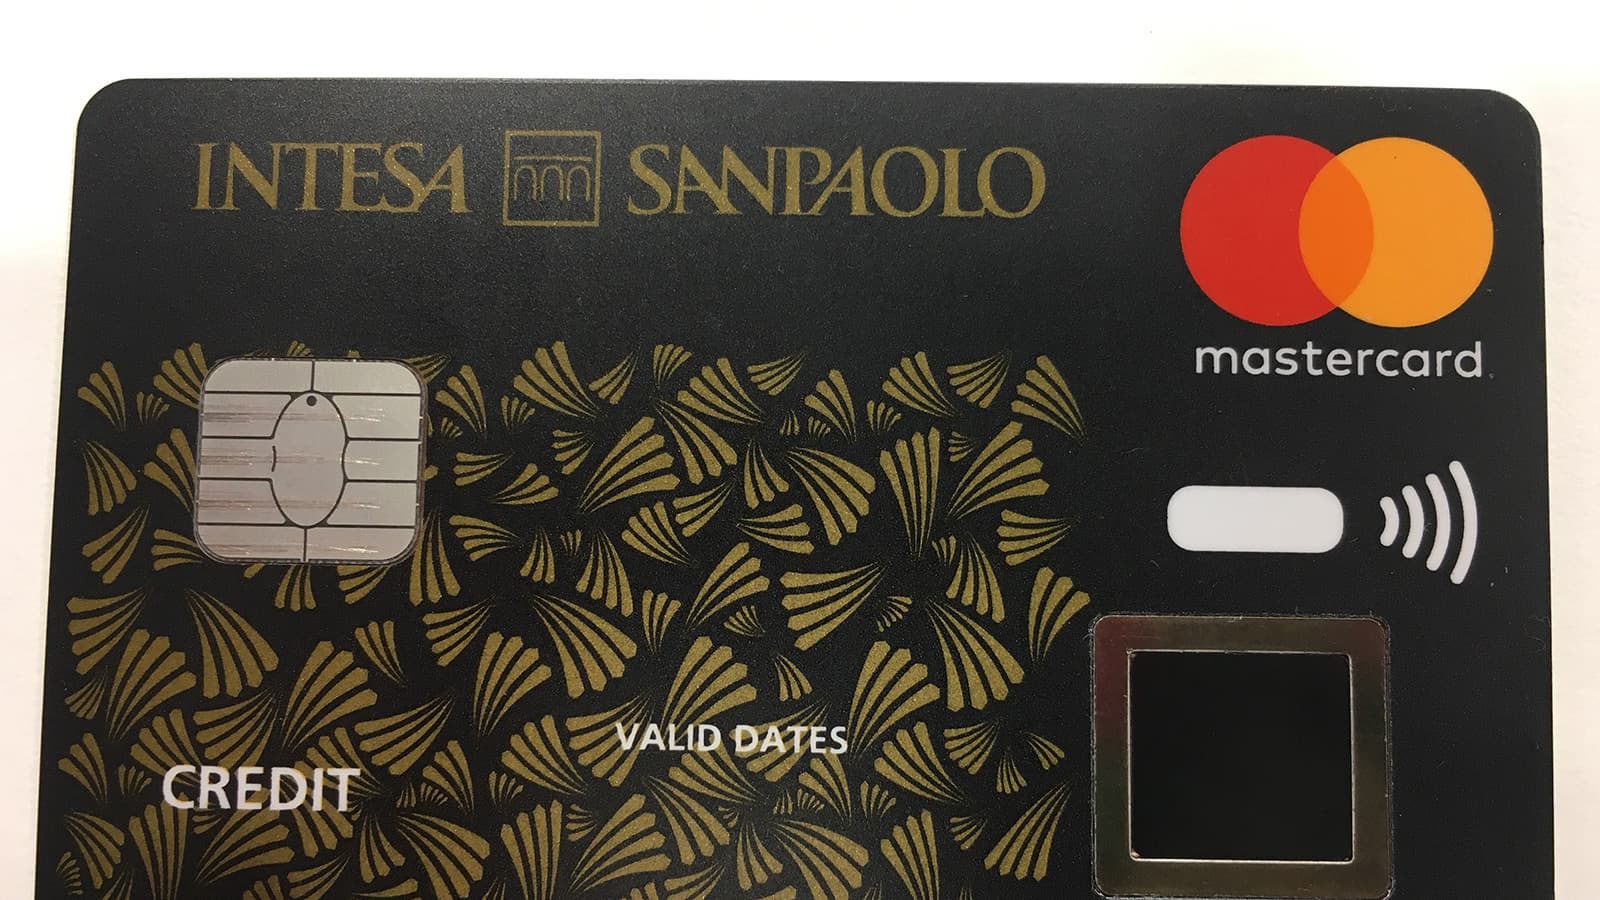 INTESA SANPAOLO
mastercard
VALID DATES
CREDIT